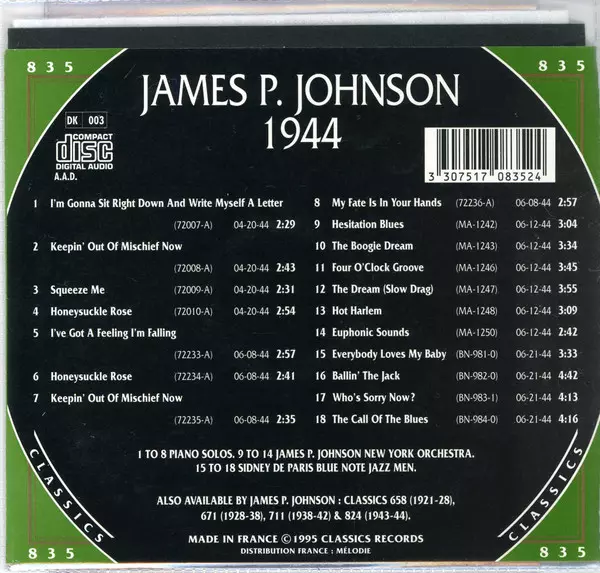 835
835
JAMES P. JOHNSON
1944
DK 003
COMPACT
disc
DIGITAL AUDIO
A.A.D.
3 307517 083524
1 I'm Gonna Sit Right Down And Write Myself A Letter
(72007-A) 04-20-44 2:29
2 Keepin' Out Of Mischief Now
(72008-A) 04-20-44 2:43
3 Squeeze Me (72009-A) 04-20-44 2:31
4 Honeysuckle Rose (72010-A) 04-20-44 2:54
5 I've Got A Feeling I'm Falling
(72233-A) 06-08-44 2:57
6 Honeysuckle Rose (72234-A) 06-08-44 2:41
7 Keepin' Out Of Mischief Now
(72235-A) 06-08-44 2:35
8 My Fate Is In Your Hands (72236-A) 06-08-44 2:57
9 Hesitation Blues (MA-1242) 06-12-44 3:04
10 The Boogie Dream (MA-1243) 06-12-44 3:34
11 Four O'Clock Groove (MA-1246) 06-12-44 3:45
12 The Dream (Slow Drag) (MA-1247) 06-12-44 3:55
13 Hot Harlem (MA-1248) 06-12-44 3:09
14 Euphonic Sounds (MA-1250) 06-12-44 2:42
15 Everybody Loves My Baby (BN-981-0) 06-21-44 3:33
16 Ballin' The Jack (BN-982-0) 06-21-44 4:42
17 Who's Sorry Now? (BN-983-1) 06-21-44 4:13
18 The Call Of The Blues (BN-984-0) 06-21-44 4:16
1 TO 8 PIANO SOLOS. 9 TO 14 JAMES P. JOHNSON NEW YORK ORCHESTRA.
15 TO 18 SIDNEY DE PARIS BLUE NOTE JAZZ MEN.
ALSO AVAILABLE BY JAMES P. JOHNSON : CLASSICS 658 (1921-28),
671 (1928-38), 711 (1938-42) & 824 (1943-44).
MADE IN FRANCE © 1995 CLASSICS RECORDS
DISTRIBUTION FRANCE : MÉLODIE
CLASSICS
CLASSICS
835
835